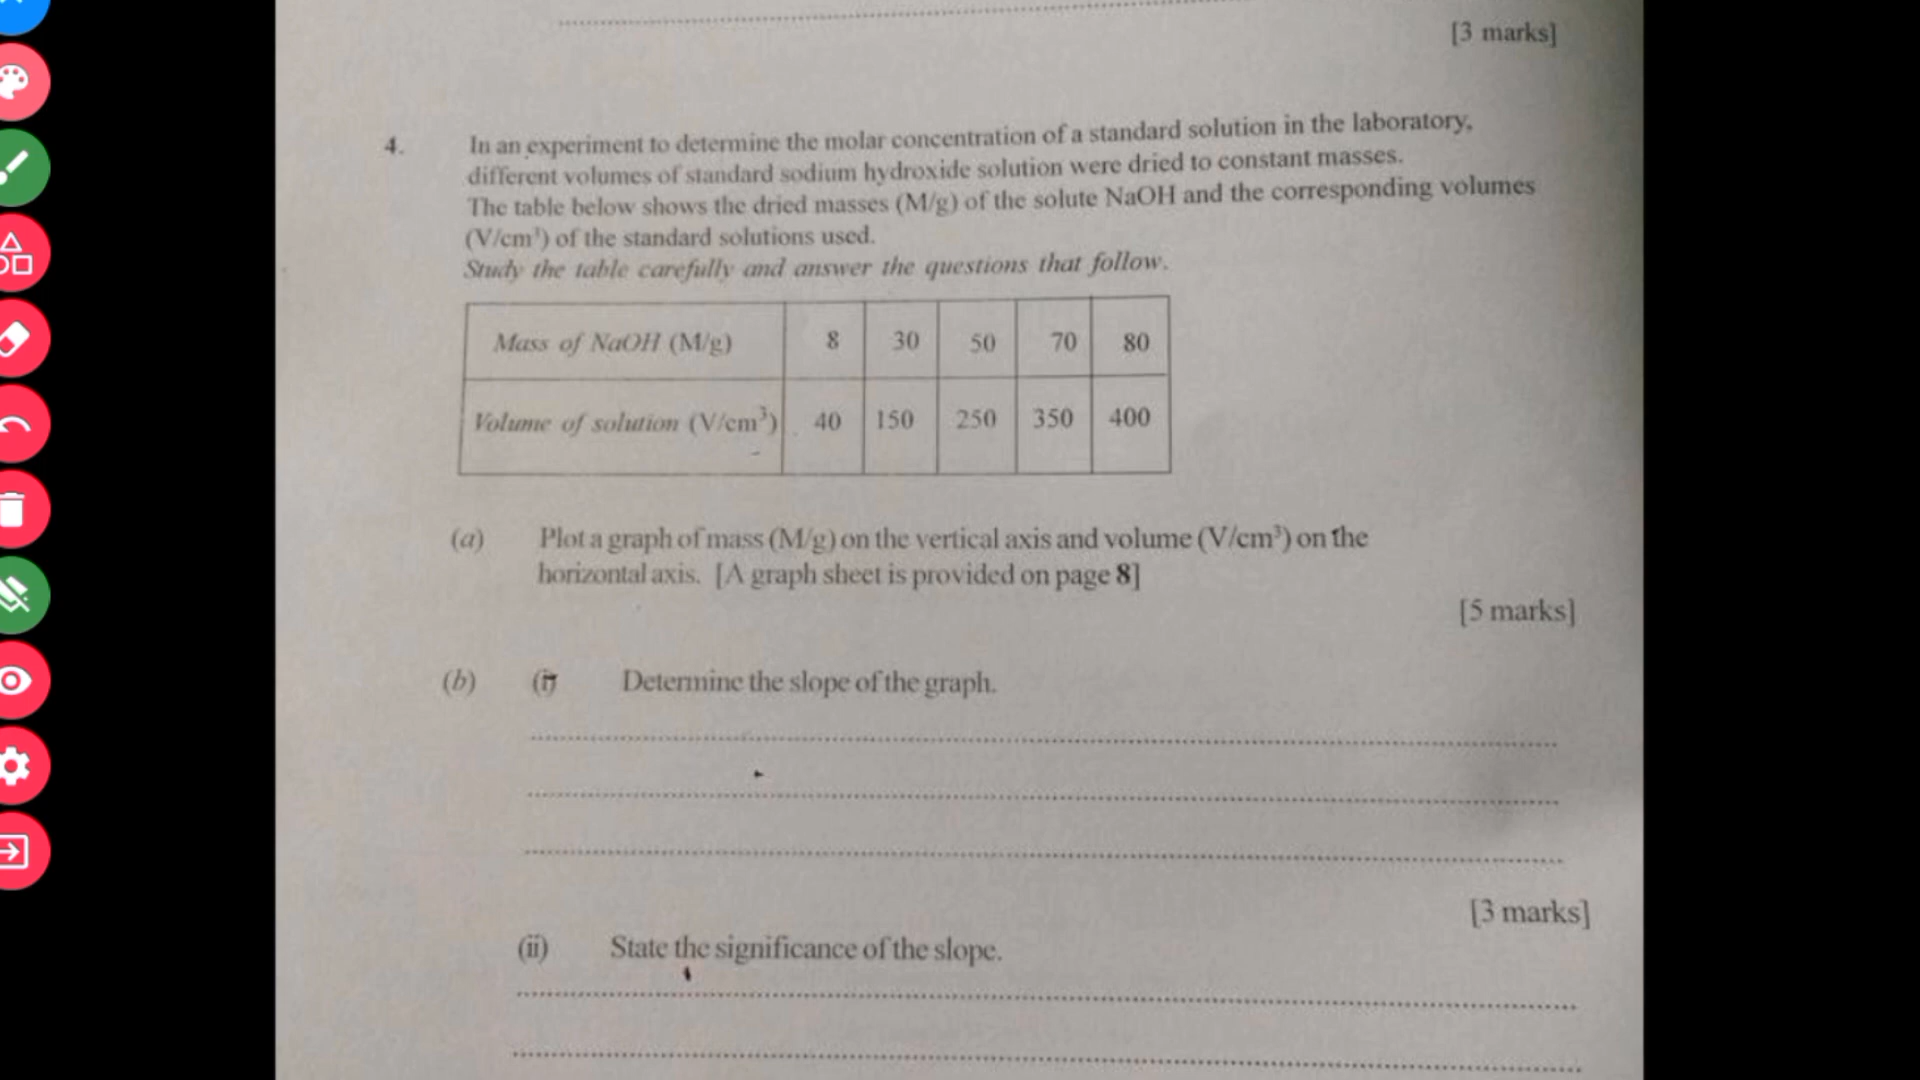 [3 marks]
4. In an experiment to determine the molar concentration of a standard solution in the laboratory,
different volumes of standard sodium hydroxide solution were dried to constant masses.
The table below shows the dried masses (M/g) of the solute NaOH and the corresponding volumes
(V/cm³) of the standard solutions used.
Study the table carefully and answer the questions that follow.
Mass of NaOH (M/g) 8 30 50 70 80
Volume of solution (V/cm³) 40 150 250 350 400
(a) Plot a graph of mass (M/g) on the vertical axis and volume (V/cm³) on the
horizontal axis. [A graph sheet is provided on page 8]
[5 marks]
(b) (i) Determine the slope of the graph.
[3 marks]
(ii) State the significance of the slope.